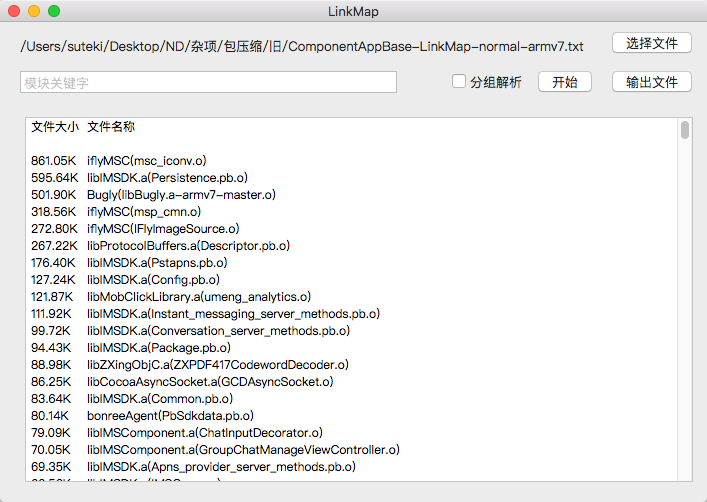 LinkMap
/Users/suteki/Desktop/ND/杂项/包压缩/旧/ComponentAppBase-LinkMap-normal-armv7.txt 选择文件
模块关键字 分组解析 开始 输出文件
文件大小 文件名称
861.05K iflyMSC(msc_iconv.o)
595.64K libIMSDK.a(Persistence.pb.o)
501.90K Bugly(libBugly.a-armv7-master.o)
318.56K iflyMSC(msp_cmn.o)
272.80K iflyMSC(IFlyImageSource.o)
267.22K libProtocolBuffers.a(Descriptor.pb.o)
176.40K libIMSDK.a(Pstapns.pb.o)
127.24K libIMSDK.a(Config.pb.o)
121.87K libMobClickLibrary.a(umeng_analytics.o)
111.92K libIMSDK.a(Instant_messaging_server_methods.pb.o)
99.72K libIMSDK.a(Conversation_server_methods.pb.o)
94.43K libIMSDK.a(Package.pb.o)
88.98K libZXingObjC.a(ZXPDF417CodewordDecoder.o)
86.25K libCocoaAsyncSocket.a(GCDAsyncSocket.o)
83.64K libIMSDK.a(Common.pb.o)
80.14K bonreeAgent(PbSdkdata.pb.o)
79.09K libIMSComponent.a(ChatInputDecorator.o)
70.05K libIMSComponent.a(GroupChatManageViewController.o)
69.35K libIMSDK.a(Apns_provider_server_methods.pb.o)